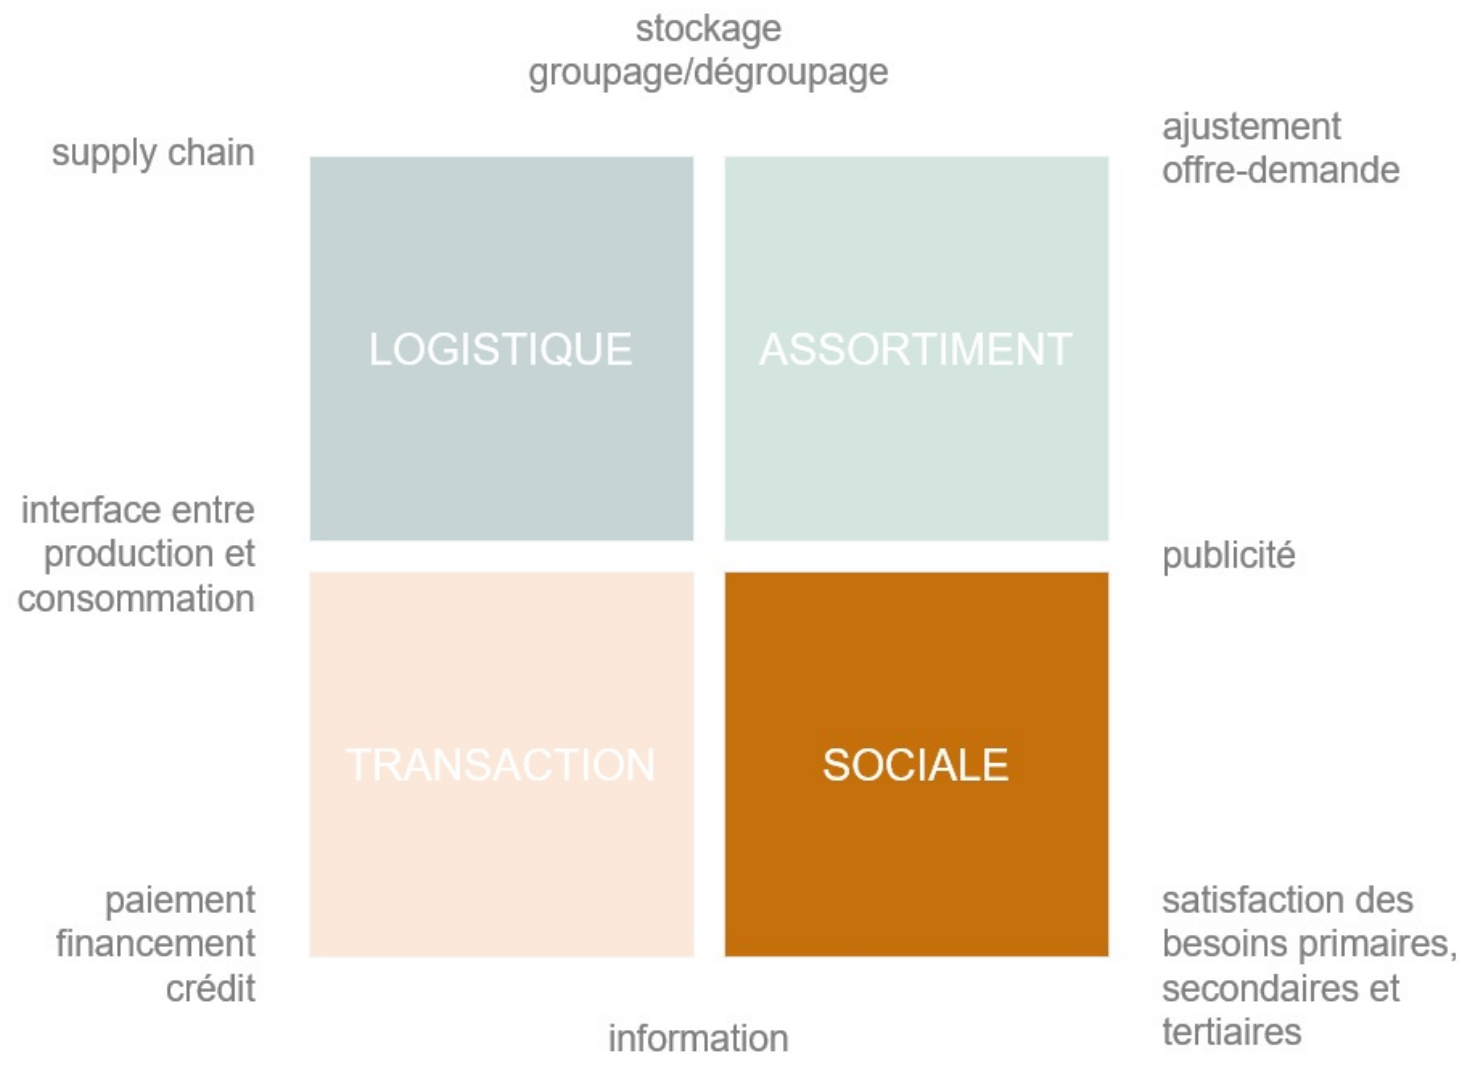 stockage
groupage/dégroupage
supply chain
ajustement
offre-demande
LOGISTIQUE
ASSORTIMENT
interface entre
production et
consommation
publicité
TRANSACTION
SOCIALE
paiement
financement
crédit
satisfaction des
besoins primaires,
secondaires et
tertiaires
information